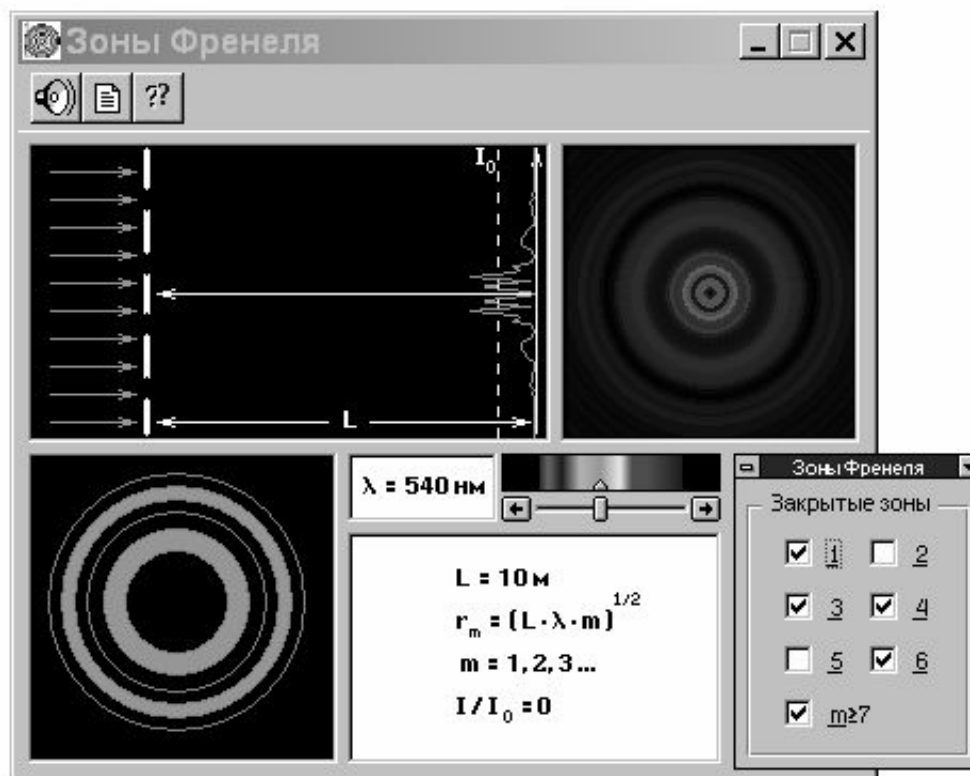 Зоны Френеля
??
I₀
L
λ = 540 нм
L = 10 м
rₘ = (L · λ · m)^1/2
m = 1, 2, 3 ...
I / I₀ = 0
Зоны Френеля
Закрытые зоны
1 2
3 4
5 6
m≥7